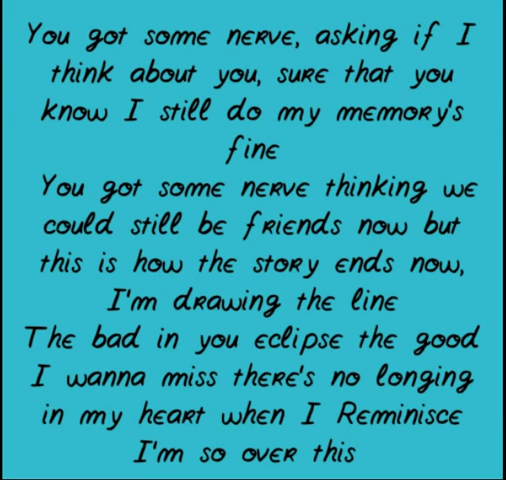 You got some nerve, asking if I
think about you, sure that you
know I still do my memory's
fine
You got some nerve thinking we
could still be friends now but
this is how the story ends now,
I'm drawing the line
The bad in you eclipse the good
I wanna miss there's no longing
in my heart when I Reminisce
I'm so over this